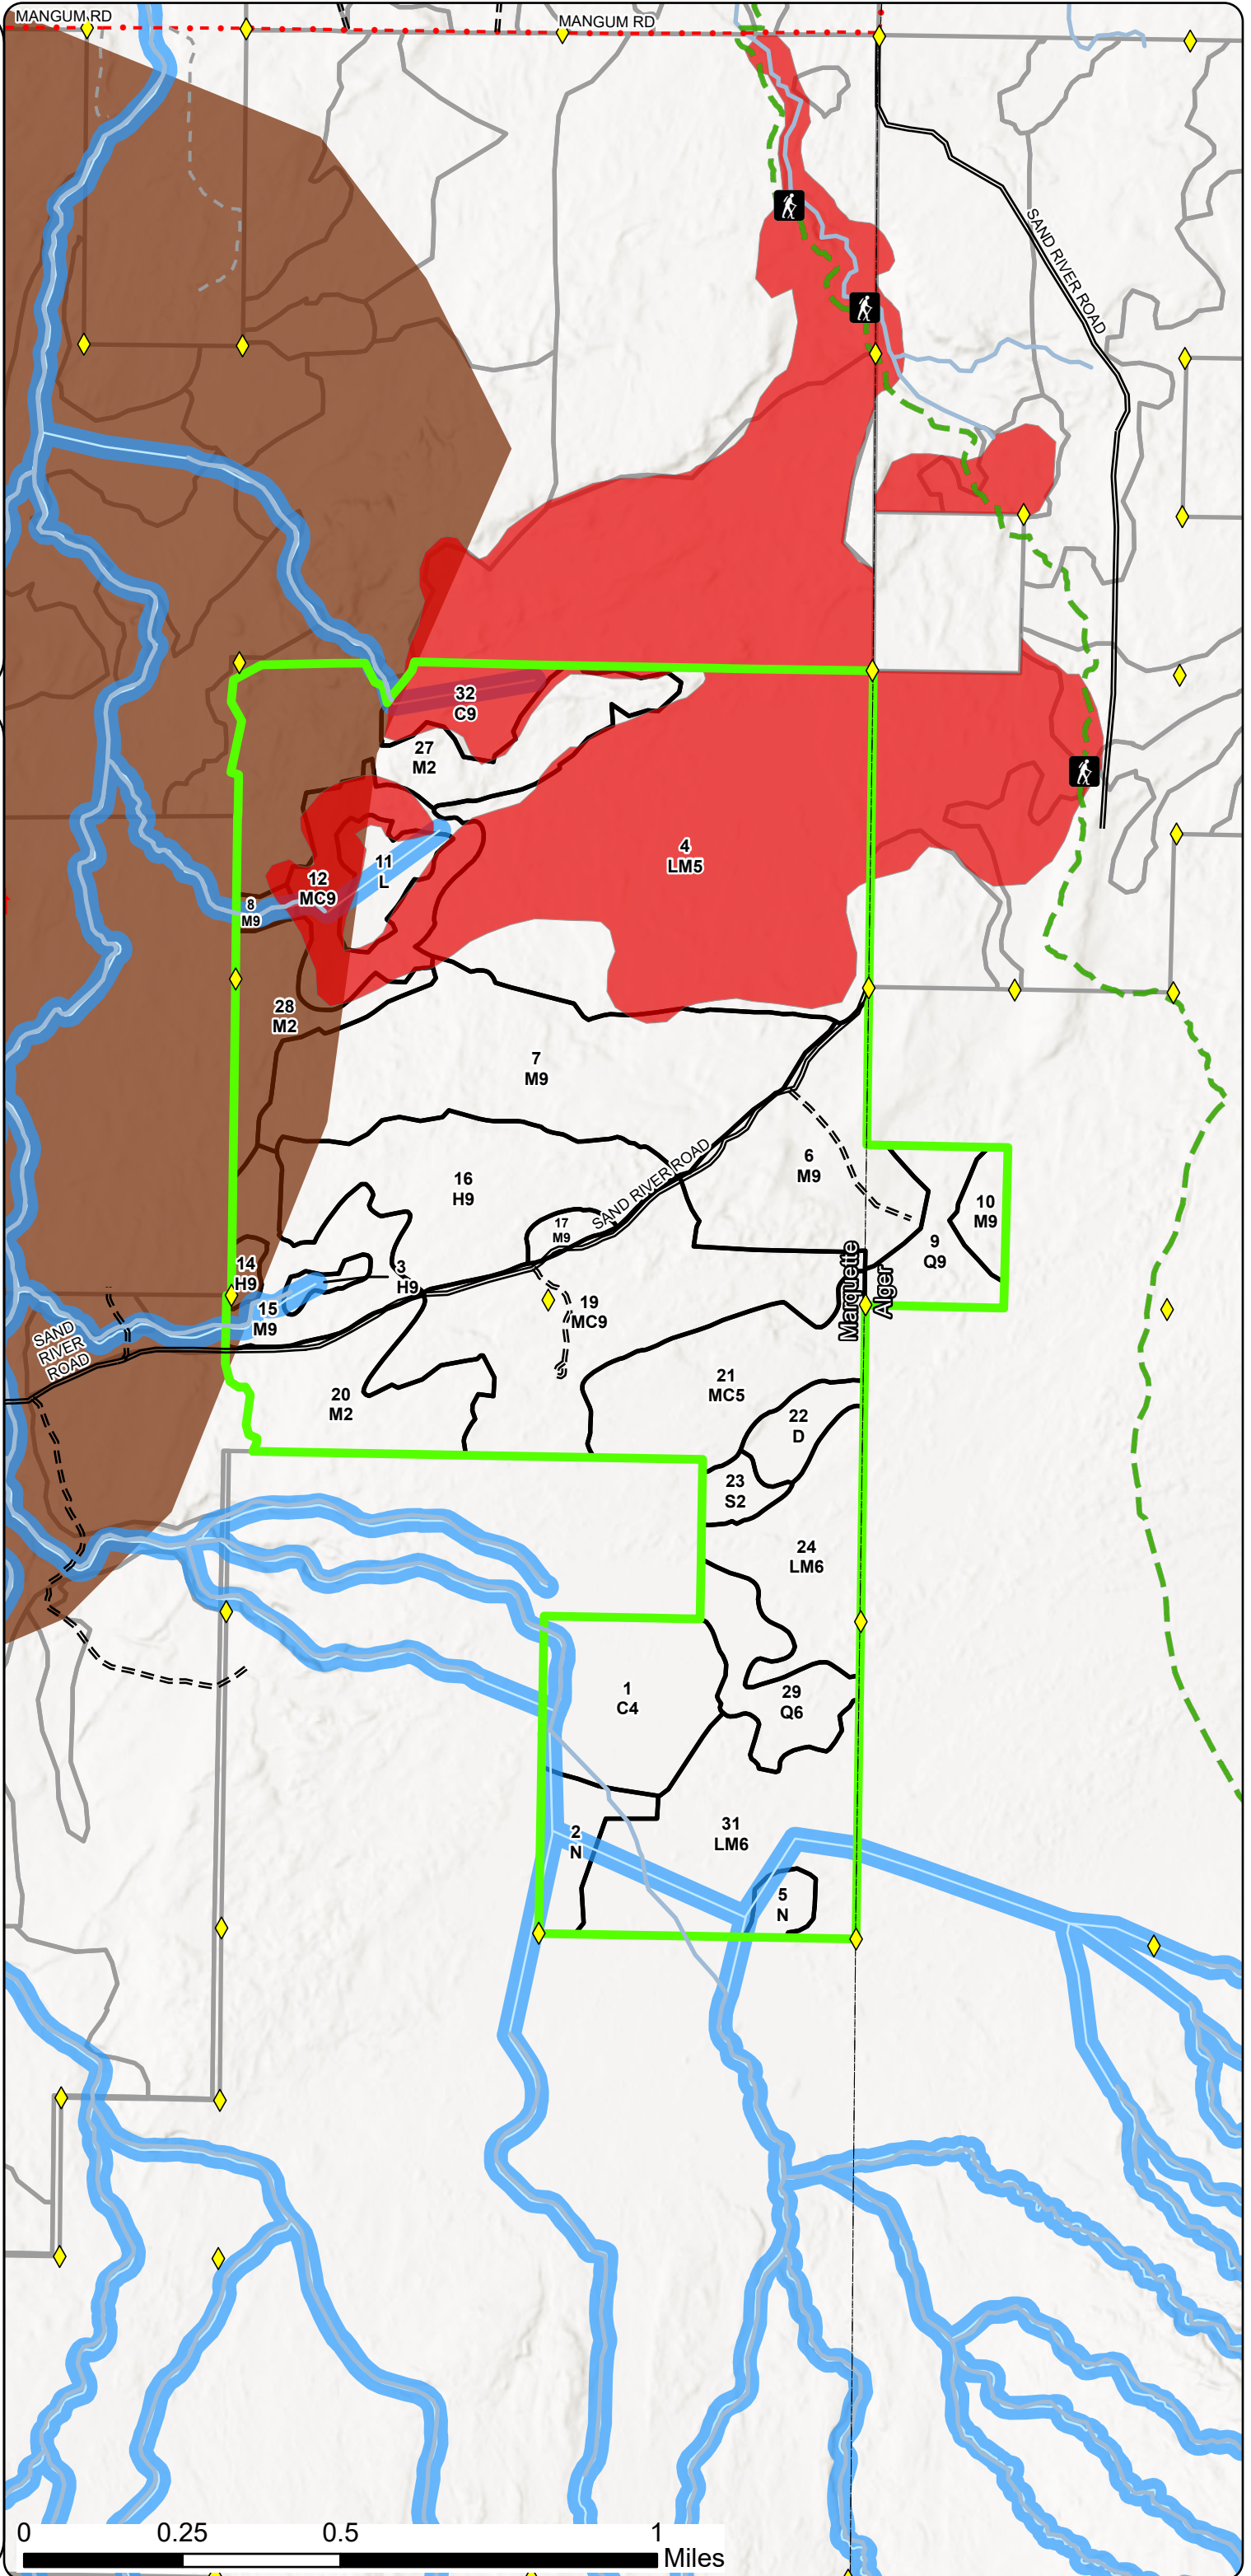 MANGUM RD
MANGUM RD
SAND RIVER ROAD
32
C9
27
M2
4
LM5
11
L
12
MC9
8
M9
28
M2
7
M9
6
M9
16
H9
SAND RIVER ROAD
17
M9
10
M9
9
Q9
14
H9
3
H9
15
M9
19
MC9
Marquette
Alger
SAND
RIVER
ROAD
20
M2
21
MC5
22
D
23
S2
24
LM6
1
C4
29
Q6
2
N
31
LM6
5
N
0 0.25 0.5 1
Miles